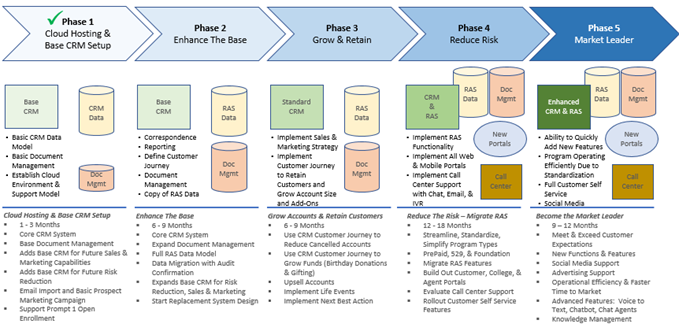 Phase 1
Cloud Hosting &
Base CRM Setup
Phase 2
Enhance The Base
Phase 3
Grow & Retain
Phase 4
Reduce Risk
Phase 5
Market Leader
Base
CRM
CRM
Data
• Basic CRM Data
Model
• Basic Document
Management
• Establish Cloud
Environment &
Support Model
Doc
Mgmt
Base
CRM
RAS
Data
• Correspondence
• Reporting
• Define Customer
Journey
• Document
Management
• Copy of RAS Data
Doc
Mgmt
Standard
CRM
RAS
Data
• Implement Sales &
Marketing Strategy
• Implement
Customer Journey
to Retain
Customers and
Grow Account Size
and Add-Ons
Doc
Mgmt
CRM
& RAS
RAS
Data
Doc
Mgmt
• Implement RAS
Functionality
• Implement All Web
& Mobile Portals
• Implement Call
Center Support
with Chat, Email, &
IVR
New
Portals
Call
Center
Enhanced
CRM & RAS
RAS
Data
Doc
Mgmt
• Ability to Quickly
Add New Features
• Program Operating
Efficiently Due to
Standardization
• Full Customer Self
Service
• Social Media
New
Portals
Call
Center
Cloud Hosting & Base CRM Setup
• 1 - 3 Months
• Core CRM System
• Base Document Management
• Adds Base CRM for Future Sales &
Marketing Capabilities
• Adds Base CRM for Future Risk
Reduction
• Email Import and Basic Prospect
Marketing Campaign
• Support Prompt 1 Open
Enrollment
Enhance The Base
• 6 - 9 Months
• Core CRM System
• Expand Document Management
• Full RAS Data Model
• Data Migration with Audit
Confirmation
• Expands Base CRM for Risk
Reduction, Sales & Marketing
• Start Replacement System Design
Grow Accounts & Retain Customers
• 6 - 9 Months
• Use CRM Customer Journey to
Reduce Cancelled Accounts
• Use CRM Customer Journey to
Grow Funds (Birthday Donations
& Gifting)
• Upsell Accounts
• Implement Life Events
• Implement Next Best Action
Reduce The Risk – Migrate RAS
• 12 - 18 Months
• Streamline, Standardize,
Simplify Program Types
• PrePaid, 529, & Foundation
• Migrate RAS Features
• Build Out Customer, College, &
Agent Portals
• Evaluate Call Center Support
• Rollout Customer Self Service
Features
Become the Market Leader
• 9 – 12 Months
• Meet & Exceed Customer
Expectations
• New Functions & Features
• Social Media Support
• Advertising Support
• Operational Efficiency & Faster
Time to Market
• Advanced Features: Voice to
Text, Chatbot, Chat Agents
• Knowledge Management